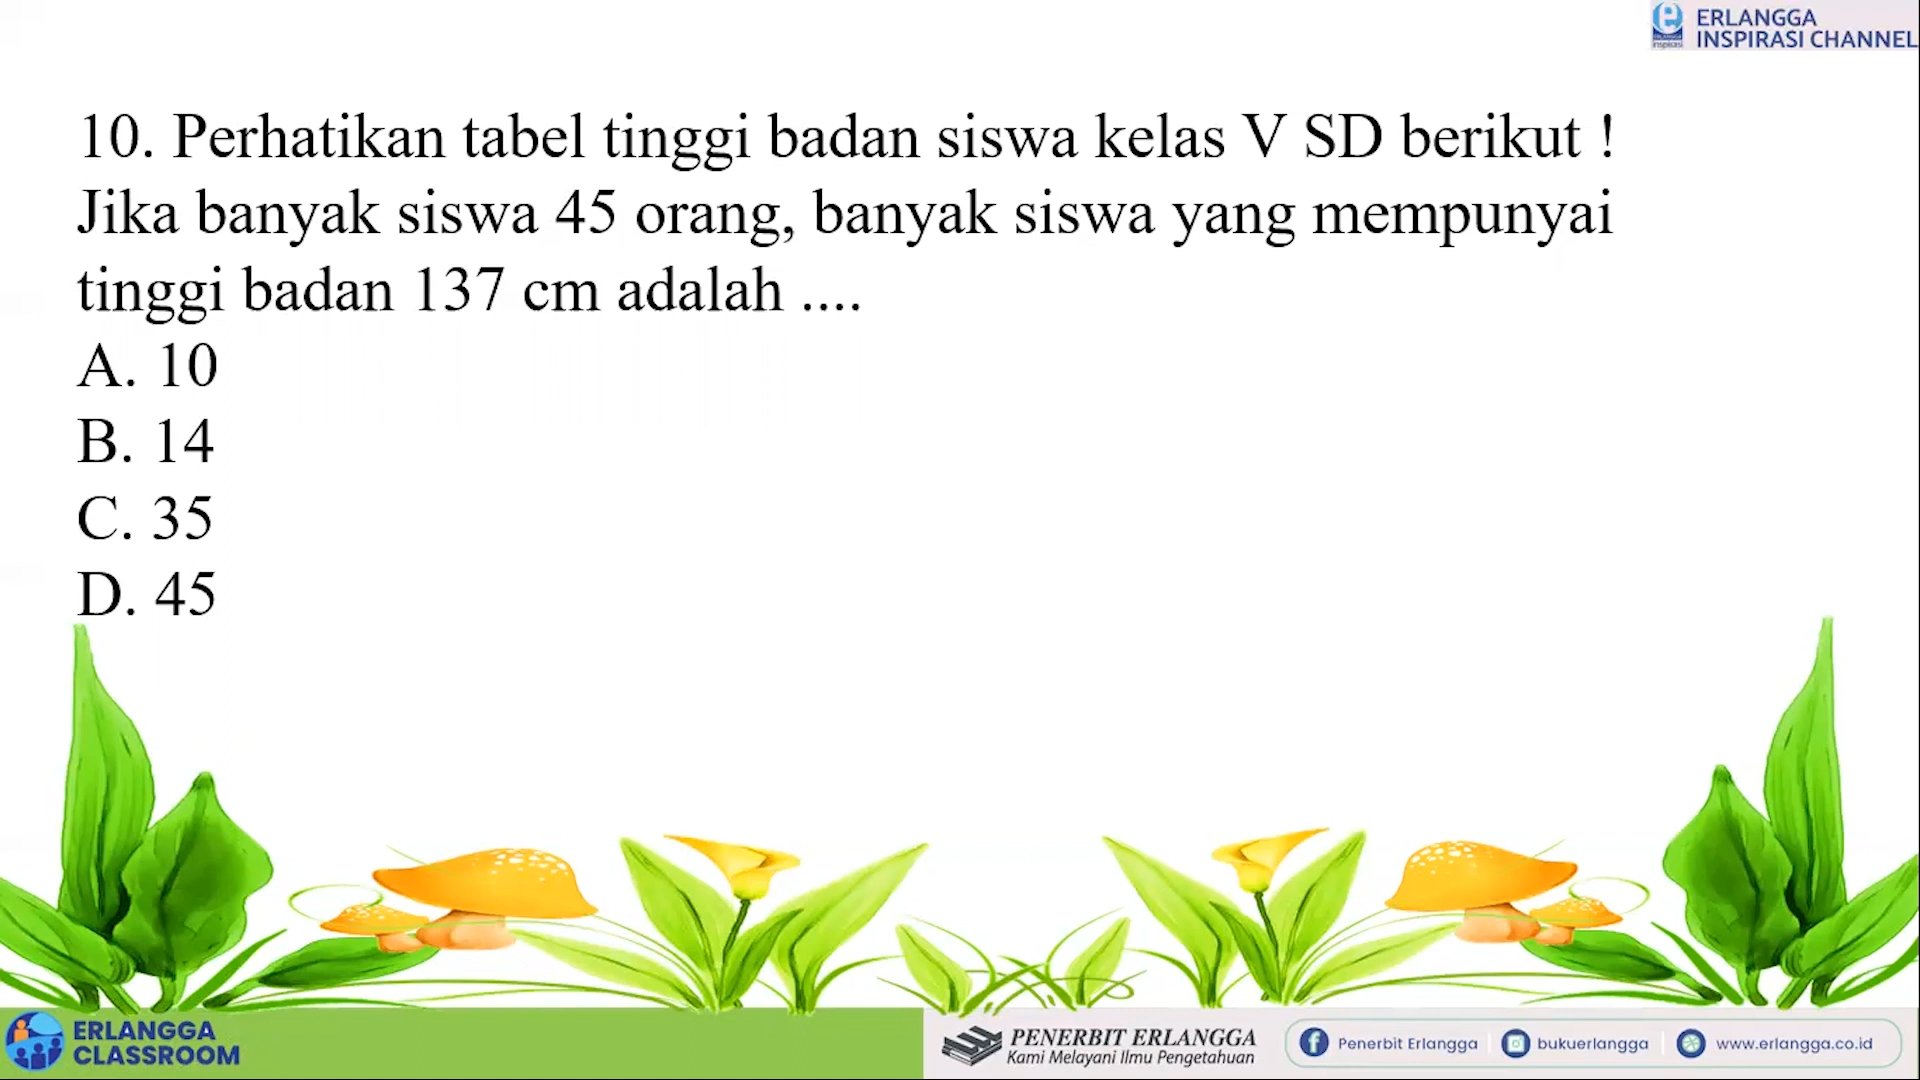 ERLANGGA
INSPIRASI CHANNEL
10. Perhatikan tabel tinggi badan siswa kelas V SD berikut !
Jika banyak siswa 45 orang, banyak siswa yang mempunyai
tinggi badan 137 cm adalah ....
A. 10
B. 14
C. 35
D. 45
ERLANGGA
CLASSROOM
PENERBIT ERLANGGA
Kami Melayani Ilmu Pengetahuan
Penerbit Erlangga
bukuerlangga
www.erlangga.co.id